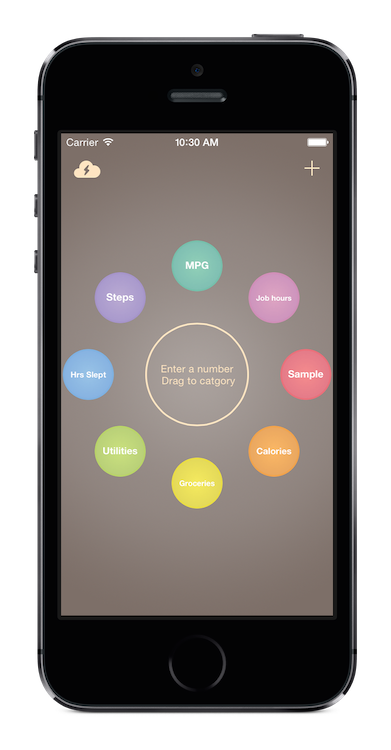 Carrier
10:30 AM
MPG
Steps
Job hours
Hrs Slept
Enter a number
Drag to catgory
Sample
Utilities
Calories
Groceries